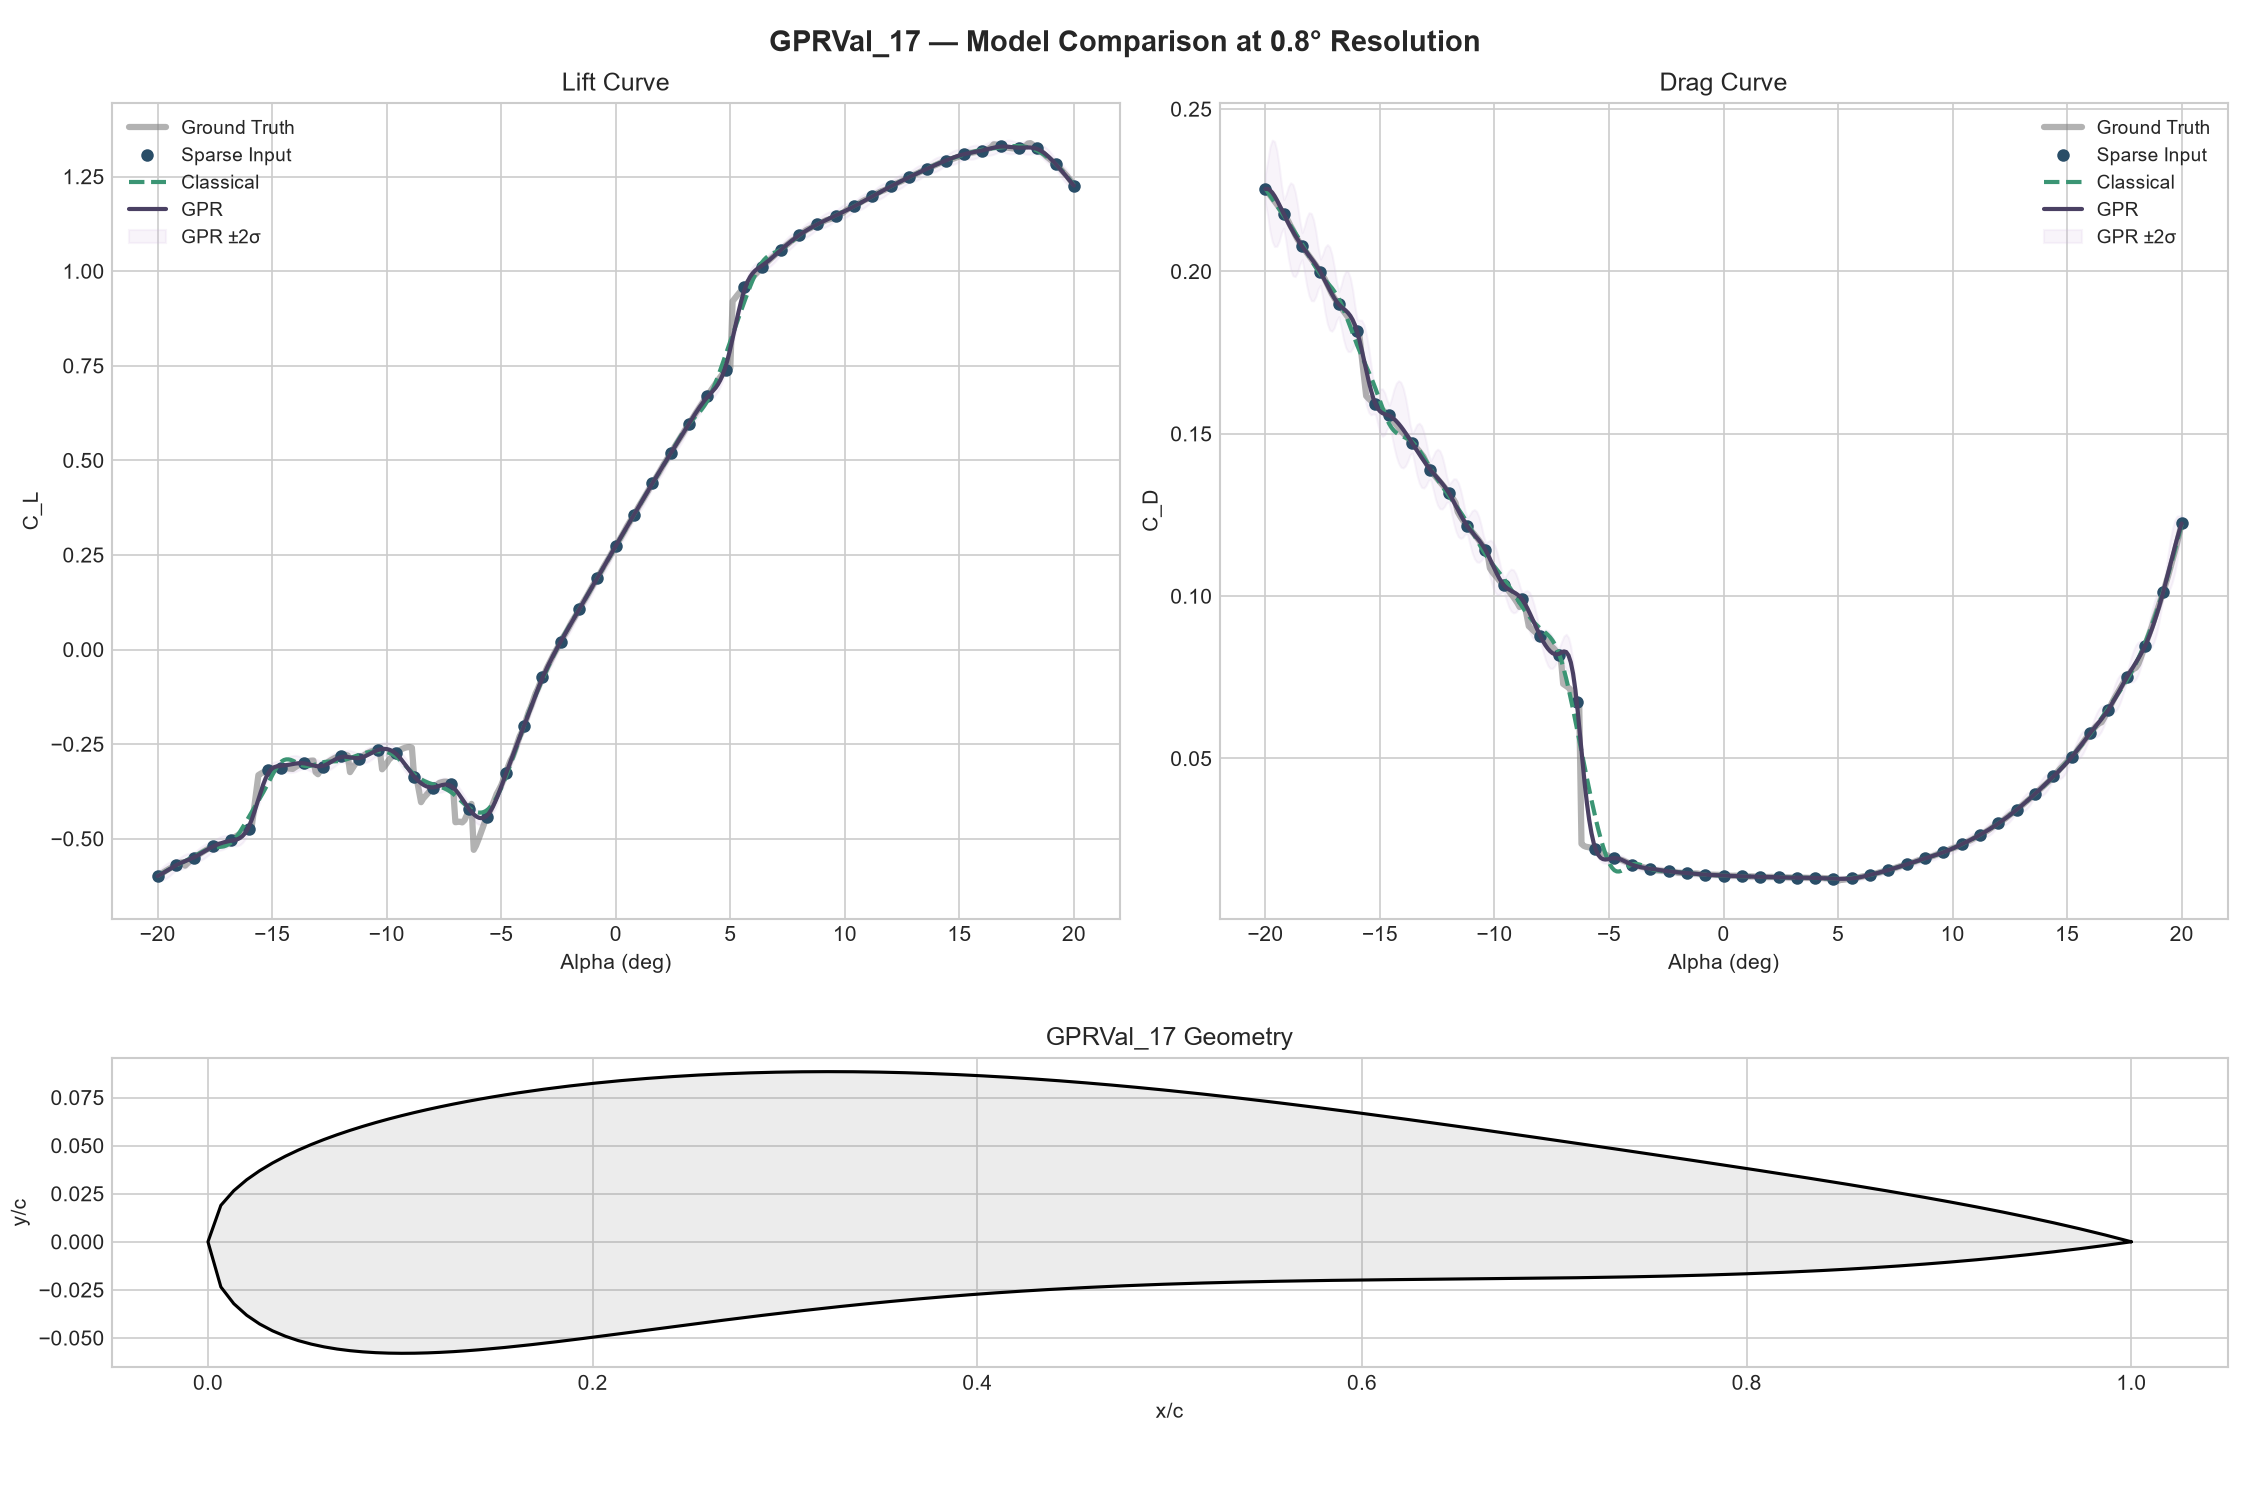 GPRVal_17 — Model Comparison at 0.8° Resolution
Lift Curve
Ground Truth
Sparse Input
Classical
GPR
GPR ±2σ
C_L
1.25
1.00
0.75
0.50
0.25
0.00
−0.25
−0.50
−20 −15 −10 −5 0 5 10 15 20
Alpha (deg)
Drag Curve
Ground Truth
Sparse Input
Classical
GPR
GPR ±2σ
C_D
0.25
0.20
0.15
0.10
0.05
−20 −15 −10 −5 0 5 10 15 20
Alpha (deg)
GPRVal_17 Geometry
y/c
0.075
0.050
0.025
0.000
−0.025
−0.050
0.0 0.2 0.4 0.6 0.8 1.0
x/c